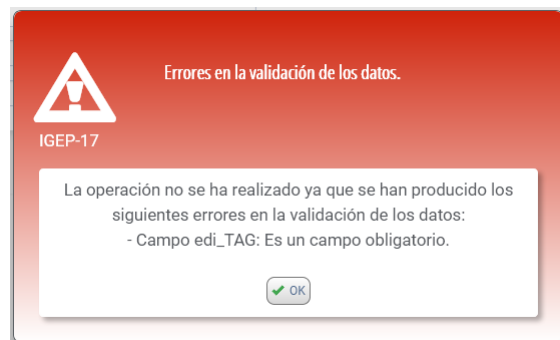 Errores en la validación de los datos.
IGEP-17
La operación no se ha realizado ya que se han producido los
siguientes errores en la validación de los datos:
- Campo edi_TAG: Es un campo obligatorio.
OK